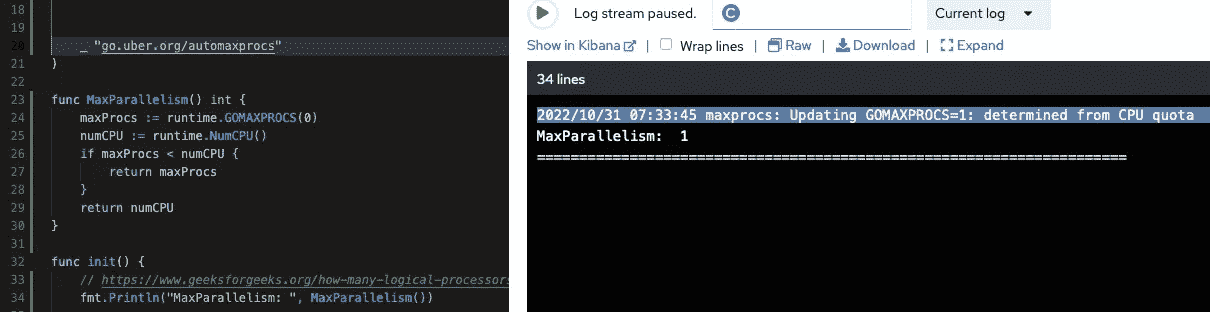 18
19
20 _ "go.uber.org/automaxprocs"
21 )
22
23 func MaxParallelism() int {
24 maxProcs := runtime.GOMAXPROCS(0)
25 numCPU := runtime.NumCPU()
26 if maxProcs < numCPU {
27 return maxProcs
28 }
29 return numCPU
30 }
31
32 func init() {
33 // https://www.geeksforgeeks.org/how-many-logical-processors
34 fmt.Println("MaxParallelism: ", MaxParallelism())
Log stream paused. C Current log
Show in Kibana | Wrap lines | Raw | Download | Expand
34 lines
2022/10/31 07:33:45 maxprocs: Updating GOMAXPROCS=1: determined from CPU quota
MaxParallelism: 1
======================================================================